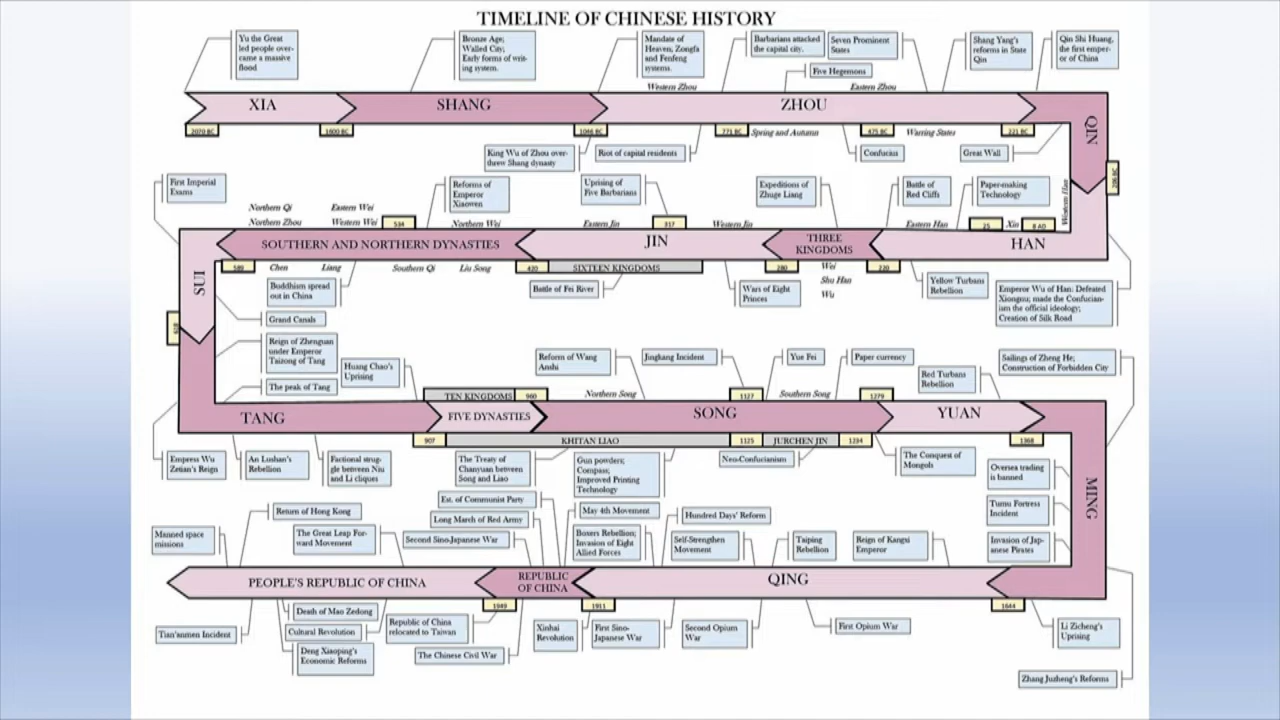 TIMELINE OF CHINESE HISTORY
Yu the Great
led people over-
came a massive
flood
Bronze Age;
Walled City;
Early forms of writ-
ing system.
Mandate of
Heaven; Zongfa
and Fenfeng
systems.
Barbarians attacked
the capital city.
Seven Prominent
States
Five Hegemons
Shang Yang's
reforms in State
Qin
Qin Shi Huang,
the first emper-
or of China
Western Zhou
Eastern Zhou
XIA
SHANG
ZHOU
QIN
2070 BC
1600 BC
1046 BC
771 BC
Spring and Autumn
475 BC
Warring States
221 BC
King Wu of Zhou over-
threw Shang dynasty
Riot of capital residents
Confucius
Great Wall
206 BC
Western Han
First Imperial
Exams
Reforms of
Emperor
Xiaowen
Uprising of
Five Barbarians
Expeditions of
Zhuge Liang
Battle of
Red Cliffs
Paper-making
Technology
Northern Qi
Northern Zhou
Eastern Wei
Western Wei
534
Northern Wei
Eastern Jin
317
Western Jin
Eastern Han
25
Xin
8 AD
SUI
SOUTHERN AND NORTHERN DYNASTIES
JIN
THREE
KINGDOMS
HAN
589
Chen
Liang
Southern Qi
Liu Song
420
SIXTEEN KINGDOMS
280
Wei
Shu Han
Wu
220
Buddhism spread
out in China
Battle of Fei River
Wars of Eight
Princes
Yellow Turbans
Rebellion
Emperor Wu of Han: Defeated
Xiongnu; made the Confucian-
ism the official ideology;
Creation of Silk Road
Grand Canals
618
Reign of Zhenguan
under Emperor
Taizong of Tang
Huang Chao's
Uprising
The peak of Tang
Reform of Wang
Anshi
Jingkang Incident
Yue Fei
Paper currency
Red Turbans
Rebellion
Sailings of Zheng He;
Construction of Forbidden City
TEN KINGDOMS
960
Northern Song
1127
Southern Song
1279
TANG
FIVE DYNASTIES
SONG
YUAN
MING
907
KHITAN LIAO
1125
JURCHEN JIN
1234
1368
Empress Wu
Zetian's Reign
An Lushan's
Rebellion
Factional strug-
gle between Niu
and Li cliques
The Treaty of
Chanyuan between
Song and Liao
Gun powders;
Compass;
Improved Printing
Technology
Neo-Confucianism
The Conquest of
Mongols
Oversea trading
is banned
Tumu Fortress
Incident
Invasion of Jap-
anese Pirates
Est. of Communist Party
Long March of Red Army
Second Sino-Japanese War
May 4th Movement
Boxers Rebellion;
Invasion of Eight
Allied Forces
Hundred Days' Reform
Self-Strengthen
Movement
Taiping
Rebellion
Reign of Kangxi
Emperor
Return of Hong Kong
The Great Leap For-
ward Movement
Manned space
missions
PEOPLE'S REPUBLIC OF CHINA
REPUBLIC
OF CHINA
QING
1949
1911
1644
Tian'anmen Incident
Death of Mao Zedong
Cultural Revolution
Deng Xiaoping's
Economic Reforms
Republic of China
relocated to Taiwan
The Chinese Civil War
Xinhai
Revolution
First Sino-
Japanese War
Second Opium
War
First Opium War
Li Zicheng's
Uprising
Zhang Juzheng's Reforms